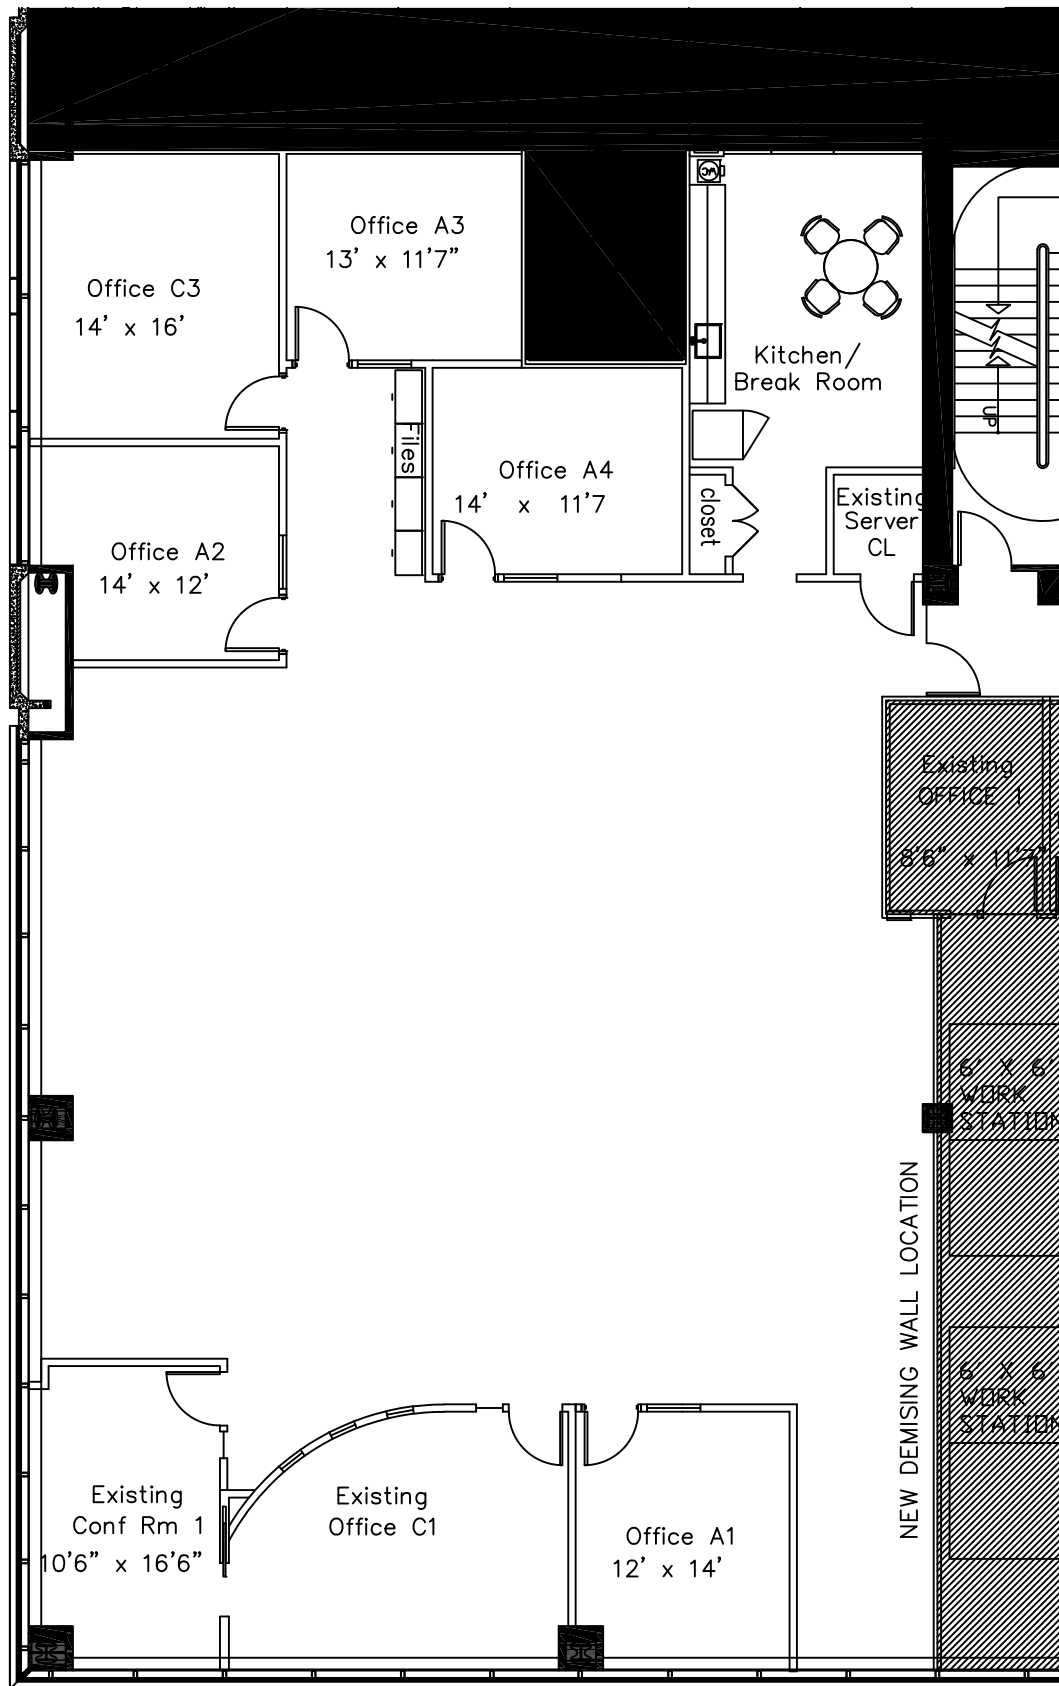 WC
Office A3
13' x 11'7"
Office C3
14' x 16'
Kitchen/
Break Room
UP
Files
Office A4
14' x 11'7
closet
Existing
Server
CL
Office A2
14' x 12'
Existing
OFFICE 1
8'6" x 11'7"
6' X 6'
WORK
STATION
NEW DEMISING WALL LOCATION
6' X 6'
WORK
STATION
Existing
Conf Rm 1
10'6" x 16'6"
Existing
Office C1
Office A1
12' x 14'